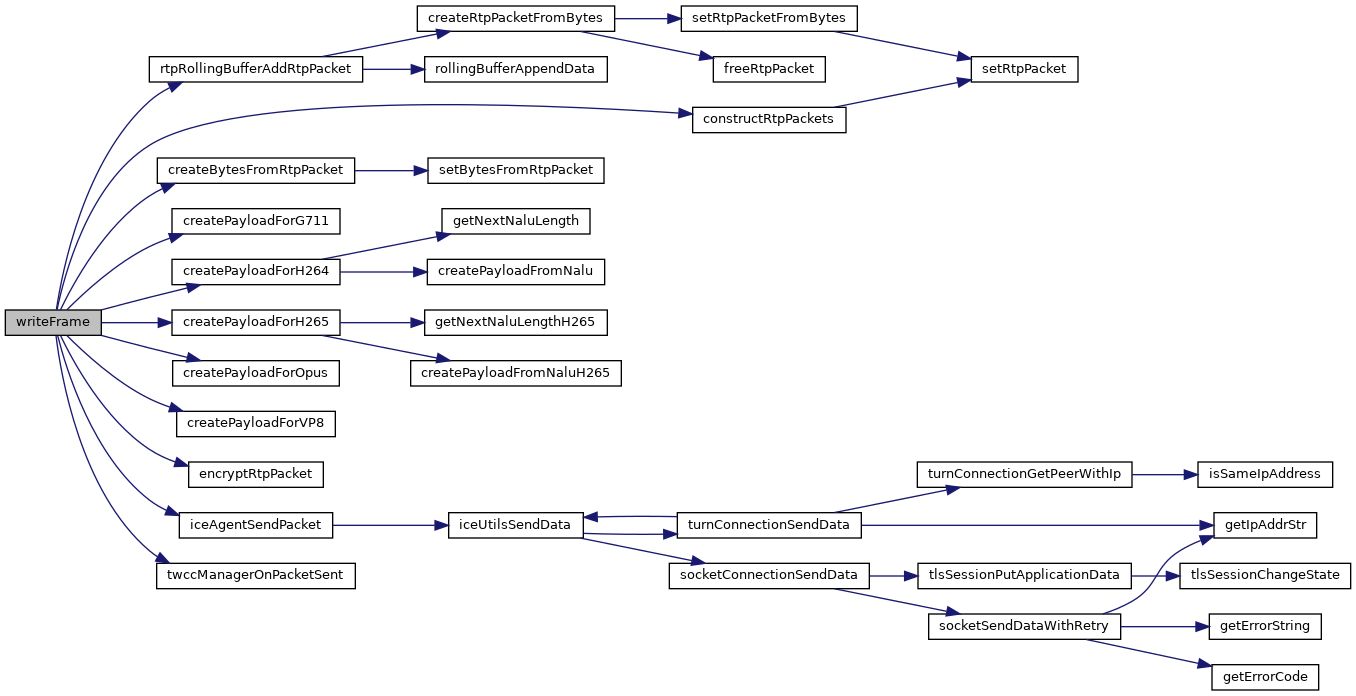 createRtpPacketFromBytes
setRtpPacketFromBytes
rtpRollingBufferAddRtpPacket
rollingBufferAppendData
freeRtpPacket
setRtpPacket
constructRtpPackets
createBytesFromRtpPacket
setBytesFromRtpPacket
createPayloadForG711
getNextNaluLength
createPayloadForH264
createPayloadFromNalu
writeFrame
createPayloadForH265
getNextNaluLengthH265
createPayloadForOpus
createPayloadFromNaluH265
createPayloadForVP8
encryptRtpPacket
turnConnectionGetPeerWithIp
isSameIpAddress
iceAgentSendPacket
iceUtilsSendData
turnConnectionSendData
getIpAddrStr
twccManagerOnPacketSent
socketConnectionSendData
tlsSessionPutApplicationData
tlsSessionChangeState
socketSendDataWithRetry
getErrorString
getErrorCode